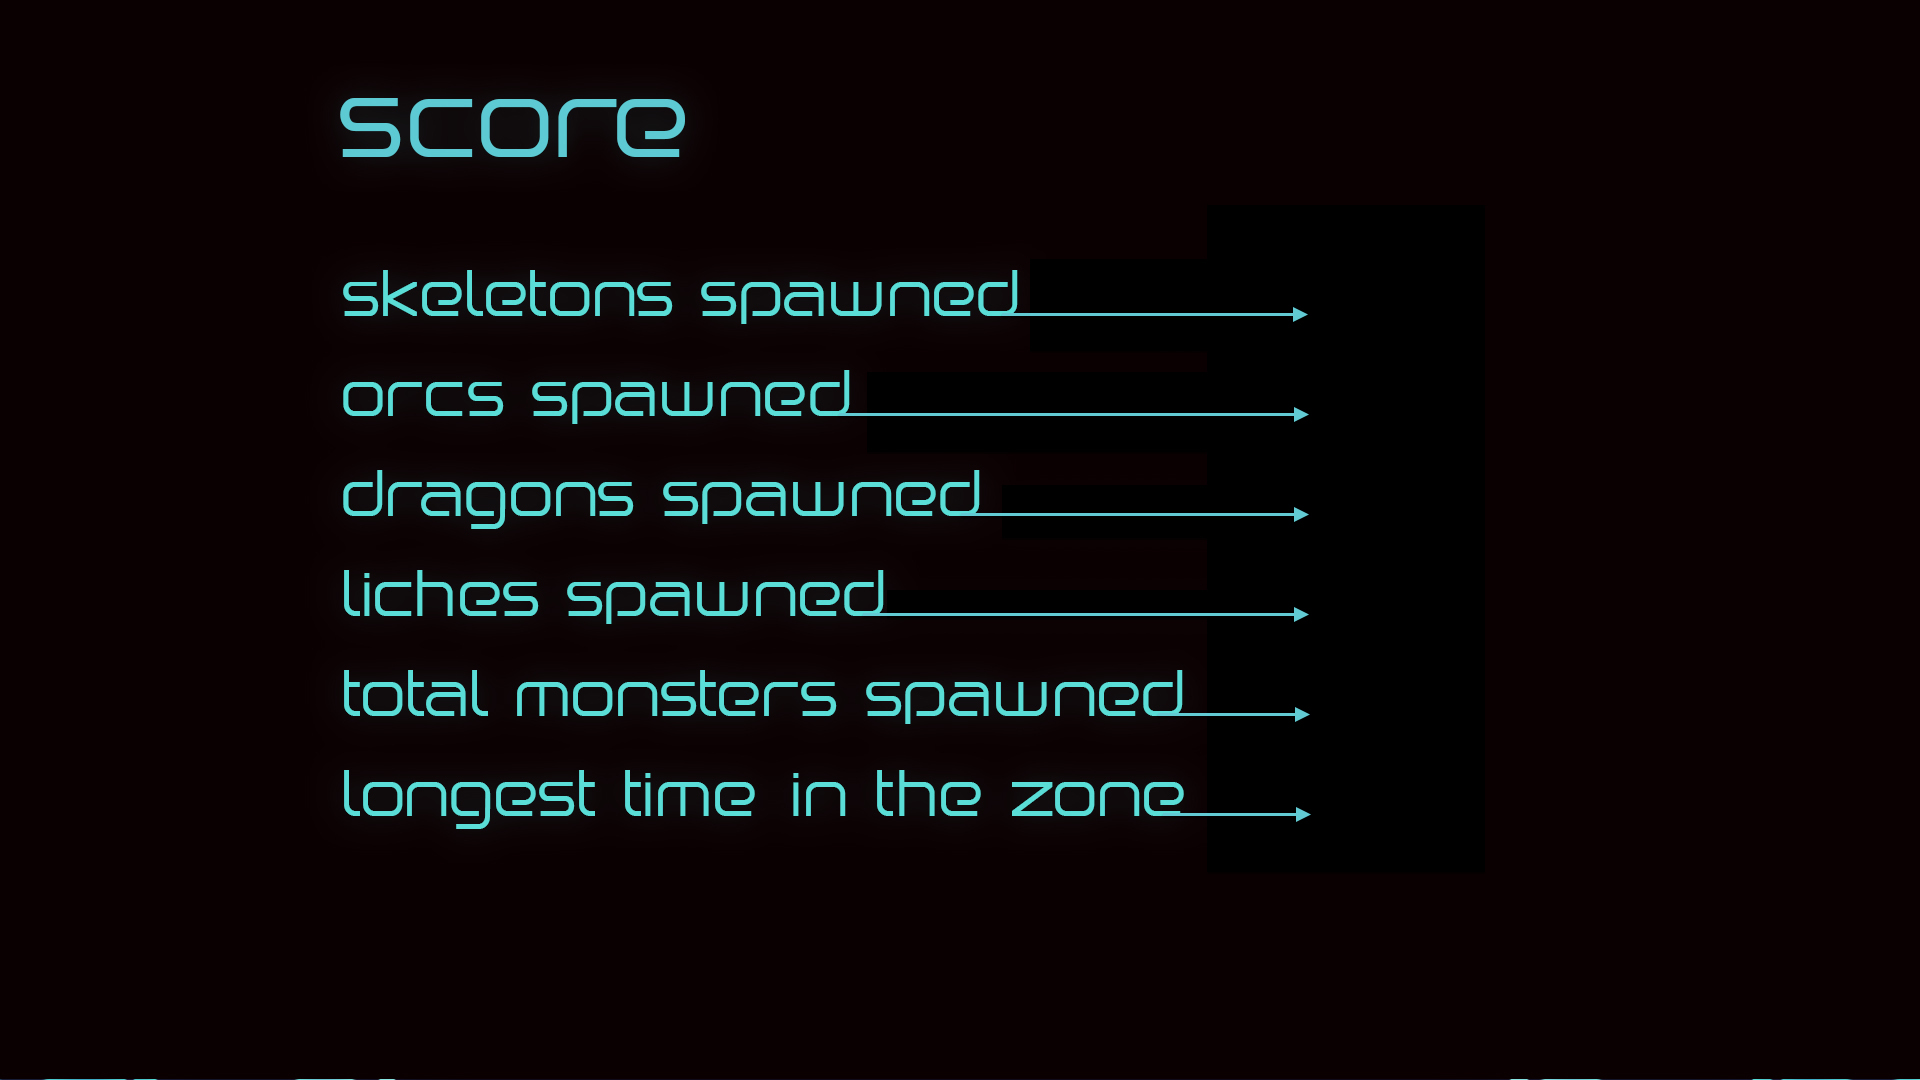 score
skeletons spawned
orcs spawned
dragons spawned
liches spawned
total monsters spawned
longest time in the zone